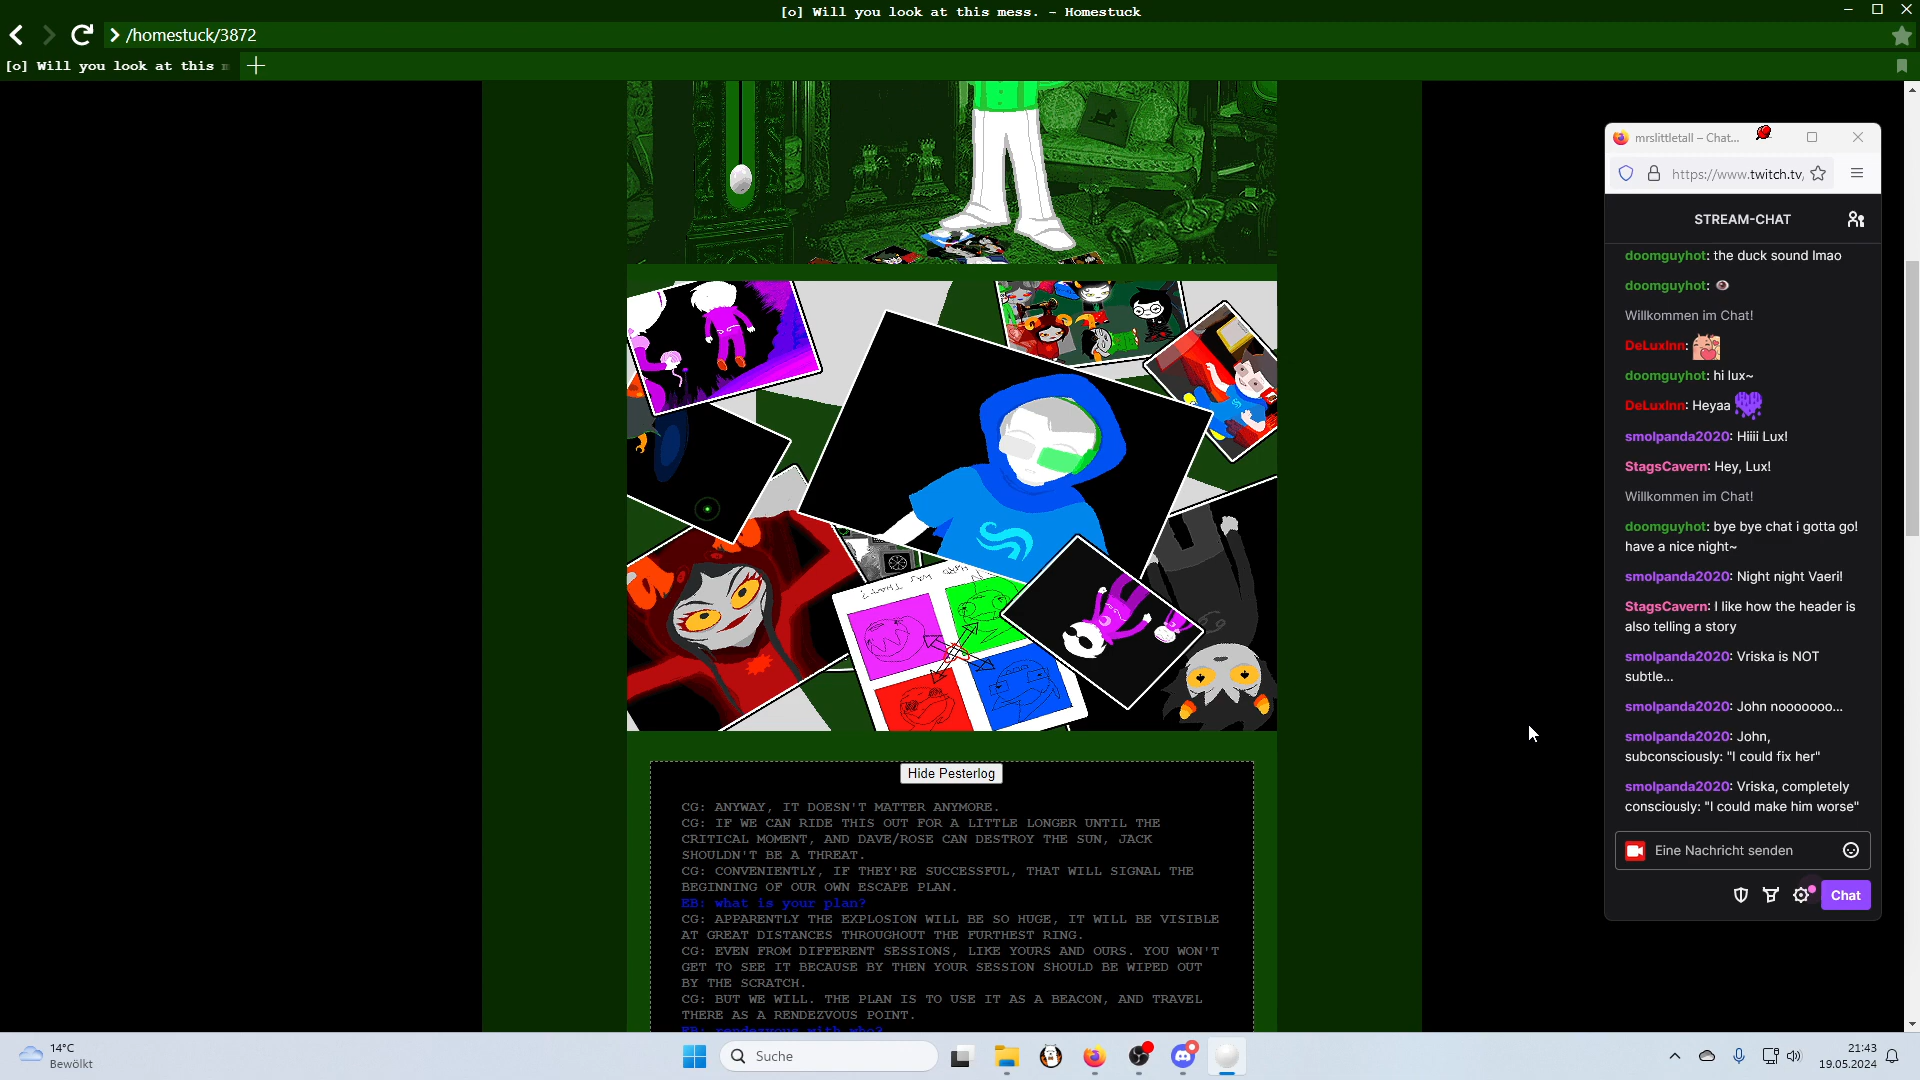 [o] Will you look at this mess. - Homestuck
/homestuck/3872
[o] Will you look at this
mrslittletall – Chat...
https://www.twitch.tv,
STREAM-CHAT
doomguyhot: the duck sound lmao
doomguyhot:
Willkommen im Chat!
DeLuxInn:
doomguyhot: hi lux~
DeLuxInn: Heyaa
smolpanda2020: Hiiii Lux!
StagsCavern: Hey, Lux!
Willkommen im Chat!
doomguyhot: bye bye chat i gotta go!
have a nice night~
smolpanda2020: Night night Vaeri!
StagsCavern: I like how the header is
also telling a story
smolpanda2020: Vriska is NOT
subtle...
smolpanda2020: John nooooooo...
smolpanda2020: John,
subconsciously: "I could fix her"
smolpanda2020: Vriska, completely
consciously: "I could make him worse"
Eine Nachricht senden
Chat
Hide Pesterlog
CG: ANYWAY, IT DOESN'T MATTER ANYMORE.
CG: IF WE CAN RIDE THIS OUT FOR A LITTLE LONGER UNTIL THE
CRITICAL MOMENT, AND DAVE/ROSE CAN DESTROY THE SUN, JACK
SHOULDN'T BE A THREAT.
CG: CONVENIENTLY, IF THEY'RE SUCCESSFUL, THAT WILL SIGNAL THE
BEGINNING OF OUR OWN ESCAPE PLAN.
EB: what is your plan?
CG: APPARENTLY THE EXPLOSION WILL BE SO HUGE, IT WILL BE VISIBLE
AT GREAT DISTANCES THROUGHOUT THE FURTHEST RING.
CG: EVEN FROM DIFFERENT SESSIONS, LIKE YOURS AND OURS. YOU WON'T
GET TO SEE IT BECAUSE BY THEN YOUR SESSION SHOULD BE WIPED OUT
BY THE SCRATCH.
CG: BUT WE WILL. THE PLAN IS TO USE IT AS A BEACON, AND TRAVEL
THERE AS A RENDEZVOUS POINT.
EB: rendezvous with who?
14°C
Bewölkt
Suche
21:43
19.05.2024